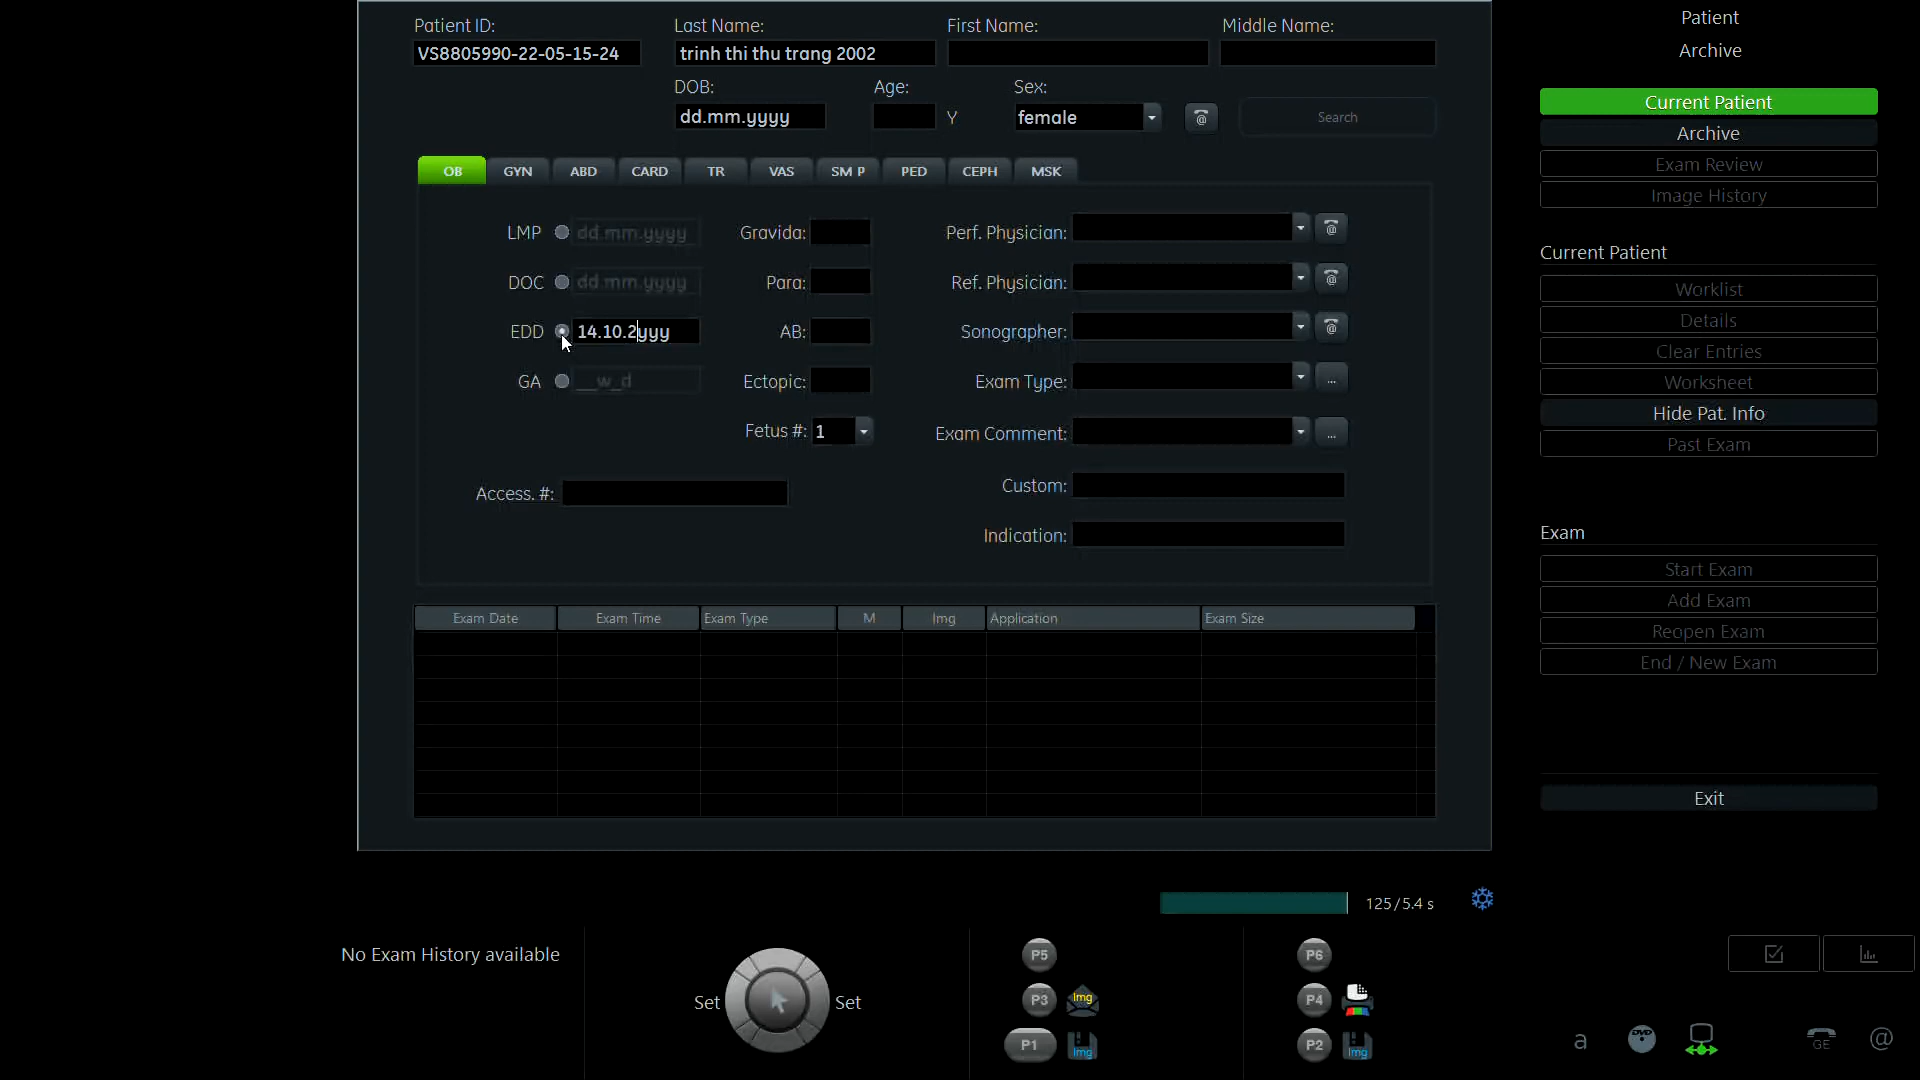 Patient ID: Last Name: First Name: Middle Name:
VS8805990-22-05-15-24 trinh thi thu trang 2002
DOB: Age: Sex:
dd.mm.yyyy Y female @ Search
OB GYN ABD CARD TR VAS SM P PED CEPH MSK
LMP dd.mm.yyyy Gravida: Perf. Physician: @
DOC dd.mm.yyyy Para: Ref. Physician: @
EDD 14.10.2yyy AB: Sonographer: @
GA __w_d Ectopic: Exam Type: ...
Fetus #: 1 Exam Comment: ...
Access. #: Custom:
Indication:
Exam Date Exam Time Exam Type M Img Application Exam Size
Patient
Archive
Current Patient
Archive
Exam Review
Image History
Current Patient
Worklist
Details
Clear Entries
Worksheet
Hide Pat. Info
Past Exam
Exam
Start Exam
Add Exam
Reopen Exam
End / New Exam
Exit
125/5.4 s
No Exam History available
Set Set
P5 P6
P3 Img P4
P1 Img P2 Img
a DVD GE @